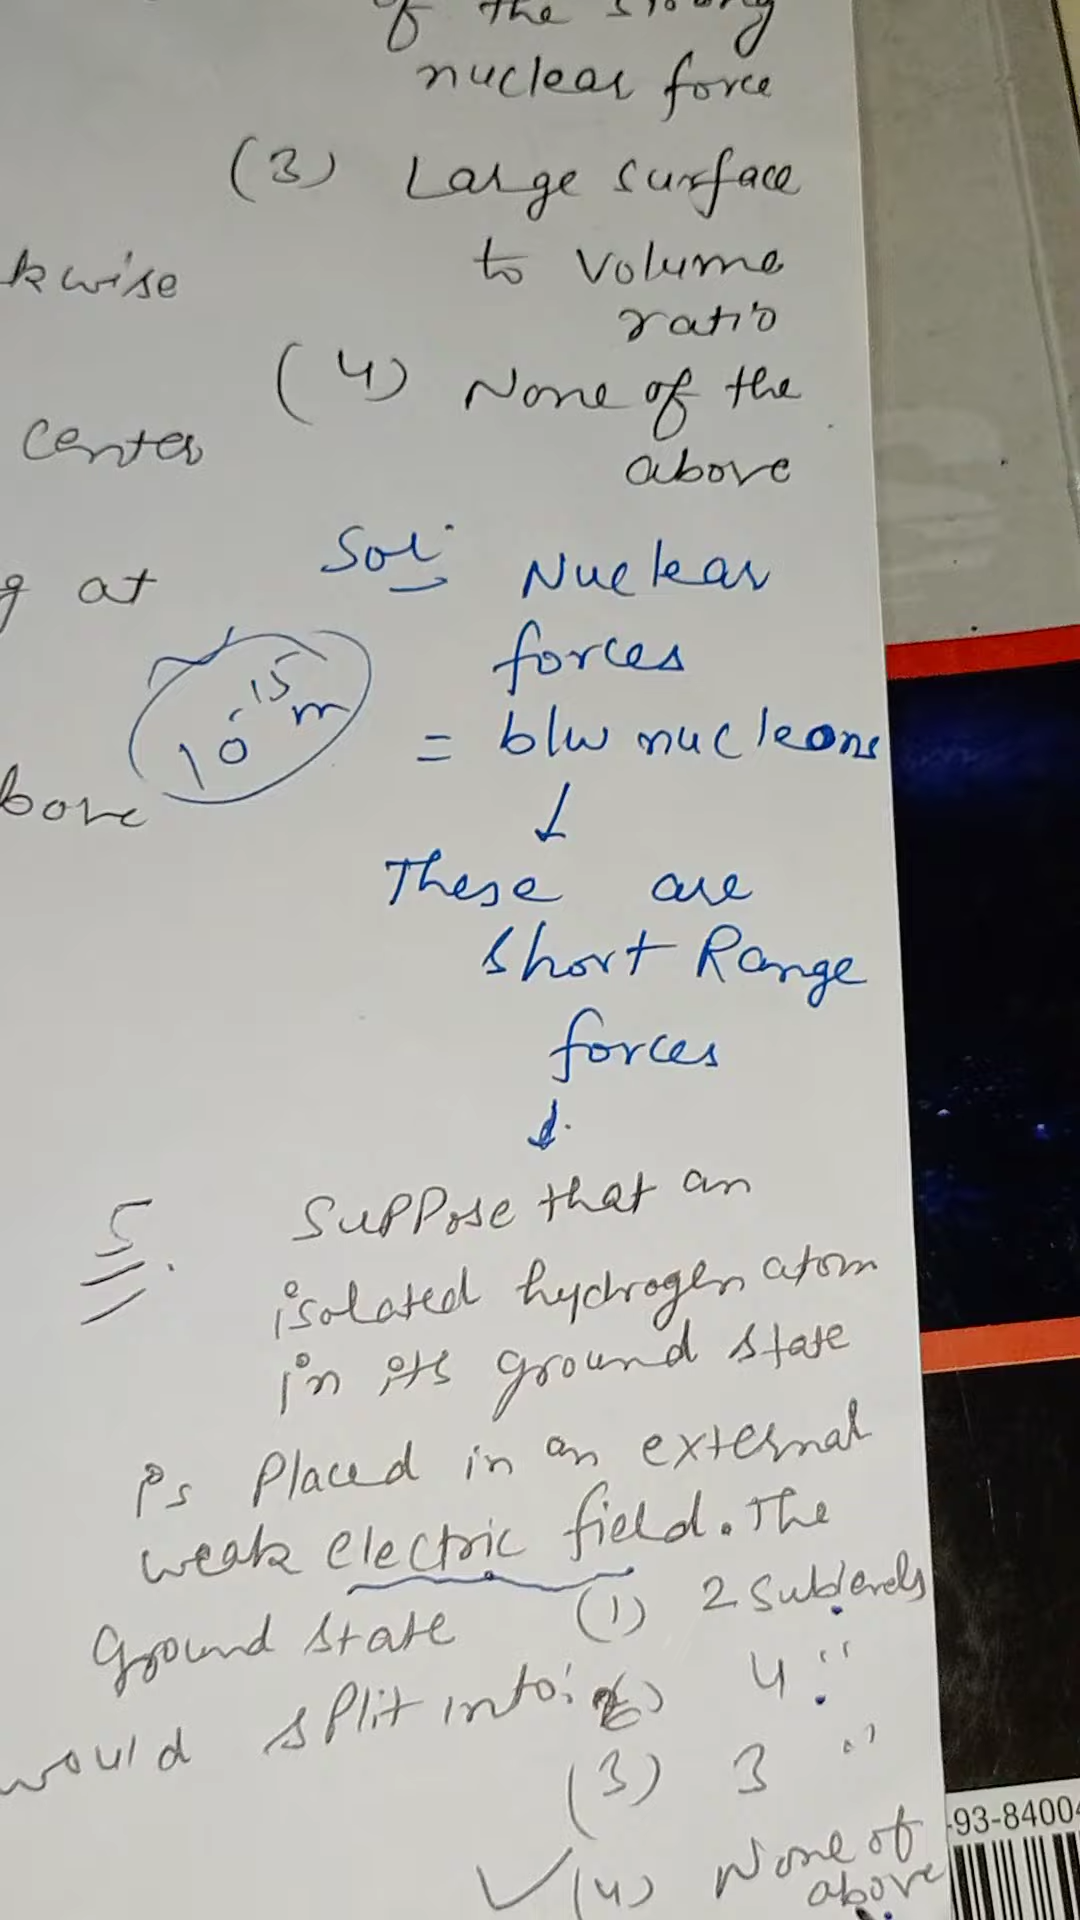 of the strong
nuclear force
(3) Large surface
to volume
ratio
(4) None of the
above
kwise
center
g at
bove
Sol: Nuclear
forces
10^-15 m
= b/w nucleons
↓
These are
short Range
forces
↓
5. Suppose that an
isolated hydrogen atom
in its ground state
is placed in an external
weak electric field. The
ground state (1) 2 sublevels
would split into: (2) 4 "
(3) 3 "
✓ (4) None of
above
-93-8400